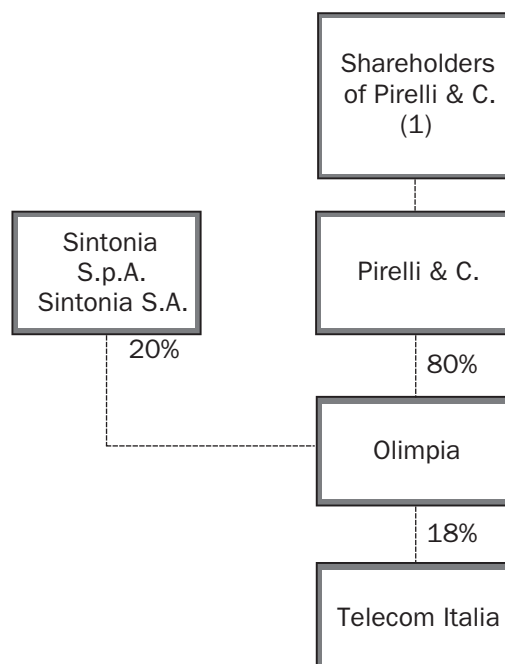 Shareholders
of Pirelli & C.
(1)
Sintonia
S.p.A.
Sintonia S.A.
Pirelli & C.
20%
80%
Olimpia
18%
Telecom Italia